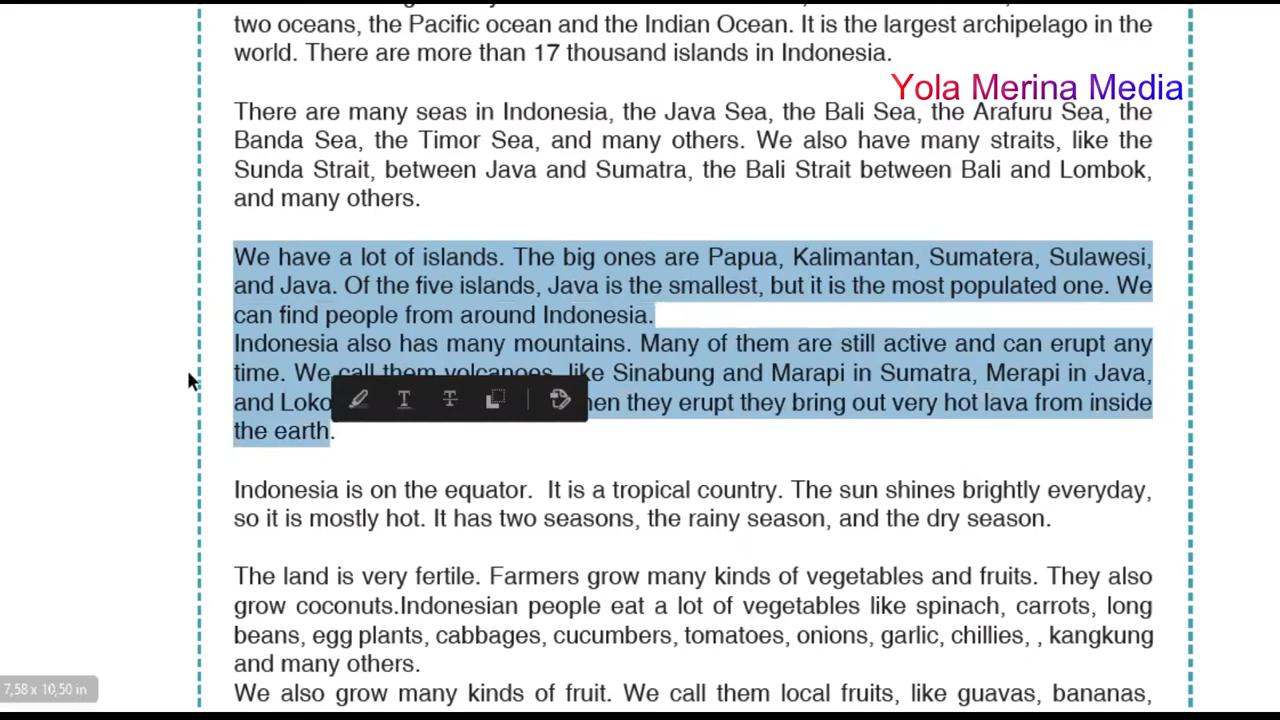 two oceans, the Pacific ocean and the Indian Ocean. It is the largest archipelago in the
world. There are more than 17 thousand islands in Indonesia.
Yola Merina Media
There are many seas in Indonesia, the Java Sea, the Bali Sea, the Arafuru Sea, the
Banda Sea, the Timor Sea, and many others. We also have many straits, like the
Sunda Strait, between Java and Sumatra, the Bali Strait between Bali and Lombok,
and many others.
We have a lot of islands. The big ones are Papua, Kalimantan, Sumatera, Sulawesi,
and Java. Of the five islands, Java is the smallest, but it is the most populated one. We
can find people from around Indonesia.
Indonesia also has many mountains. Many of them are still active and can erupt any
time. We call them volcanoes, like Sinabung and Marapi in Sumatra, Merapi in Java,
and they erupt they bring out very hot lava from inside
the earth.
Indonesia is on the equator.  It is a tropical country. The sun shines brightly everyday,
so it is mostly hot. It has two seasons, the rainy season, and the dry season.
The land is very fertile. Farmers grow many kinds of vegetables and fruits. They also
grow coconuts.Indonesian people eat a lot of vegetables like spinach, carrots, long
beans, egg plants, cabbages, cucumbers, tomatoes, onions, garlic, chillies, , kangkung
and many others.
We also grow many kinds of fruit. We call them local fruits, like guavas, bananas,
7,58 x 10,50 in